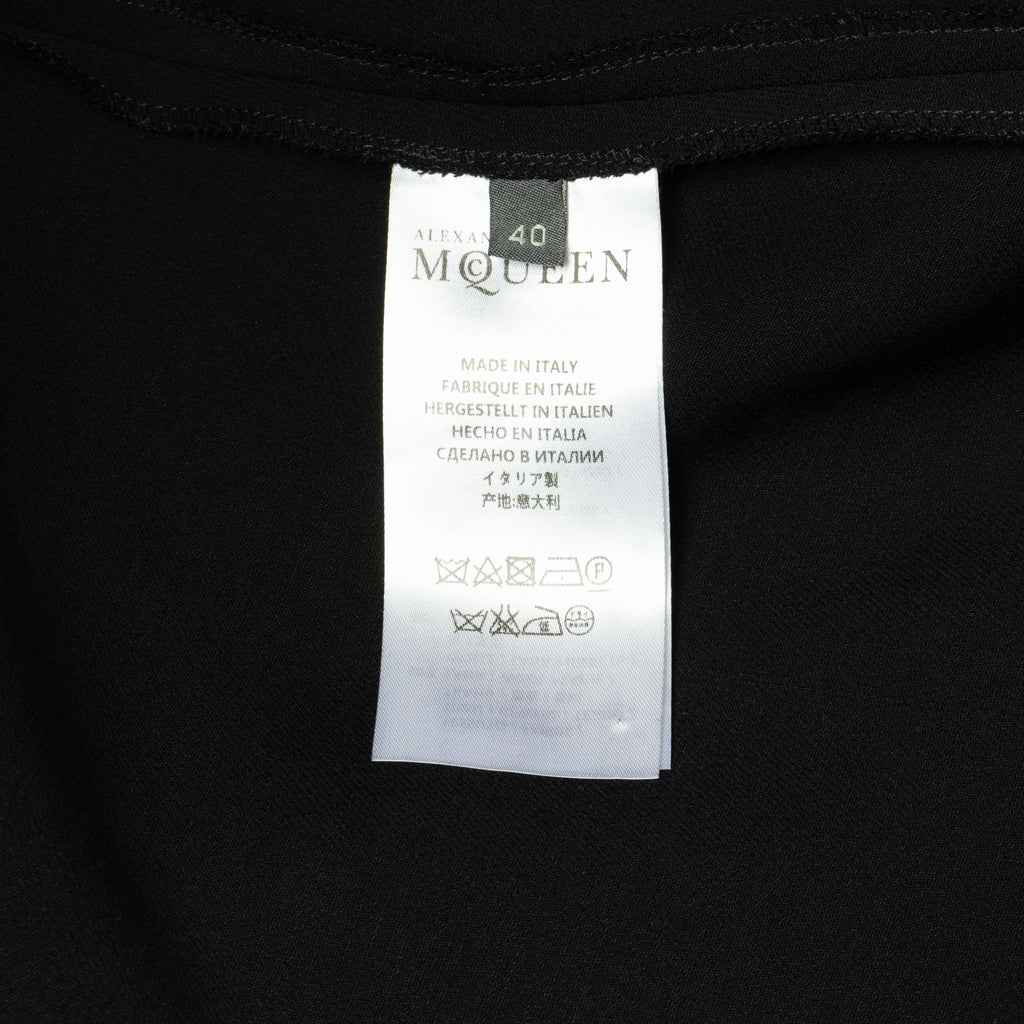 40
ALEXAN
MCQUEEN
MADE IN ITALY
FABRIQUE EN ITALIE
HERGESTELLT IN ITALIEN
HECHO EN ITALIA
СДЕЛАНО В ИТАЛИИ
イタリア製
产地:意大利
P
低